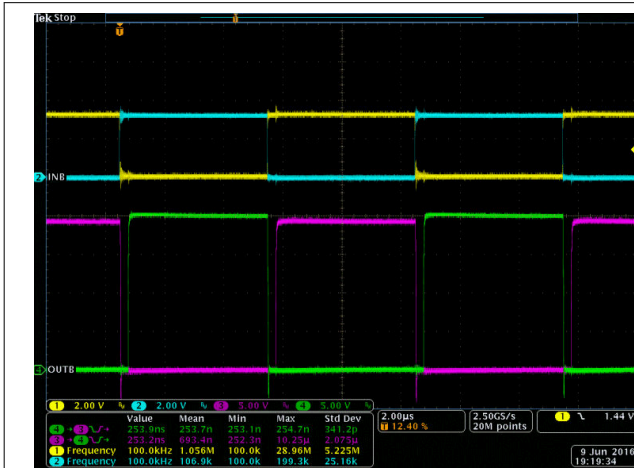 Tek Stop
T
T
2 INB
4 OUTB
1 2.00 V 2 2.00 V 3 5.00 V 4 5.00 V
Value Mean Min Max Std Dev
4 → 3 253.9ns 253.7n 253.1n 254.7n 341.2p
3 → 4 253.2ns 693.4n 252.3n 10.25µ 2.075µ
1 Frequency 100.0kHz 1.056M 100.0k 28.96M 5.225M
2 Frequency 100.0kHz 106.9k 100.0k 199.3k 25.16k
2.00µs
T 12.40 %
2.50GS/s
20M points
1 1.44 V
9 Jun 2016
19:19:34